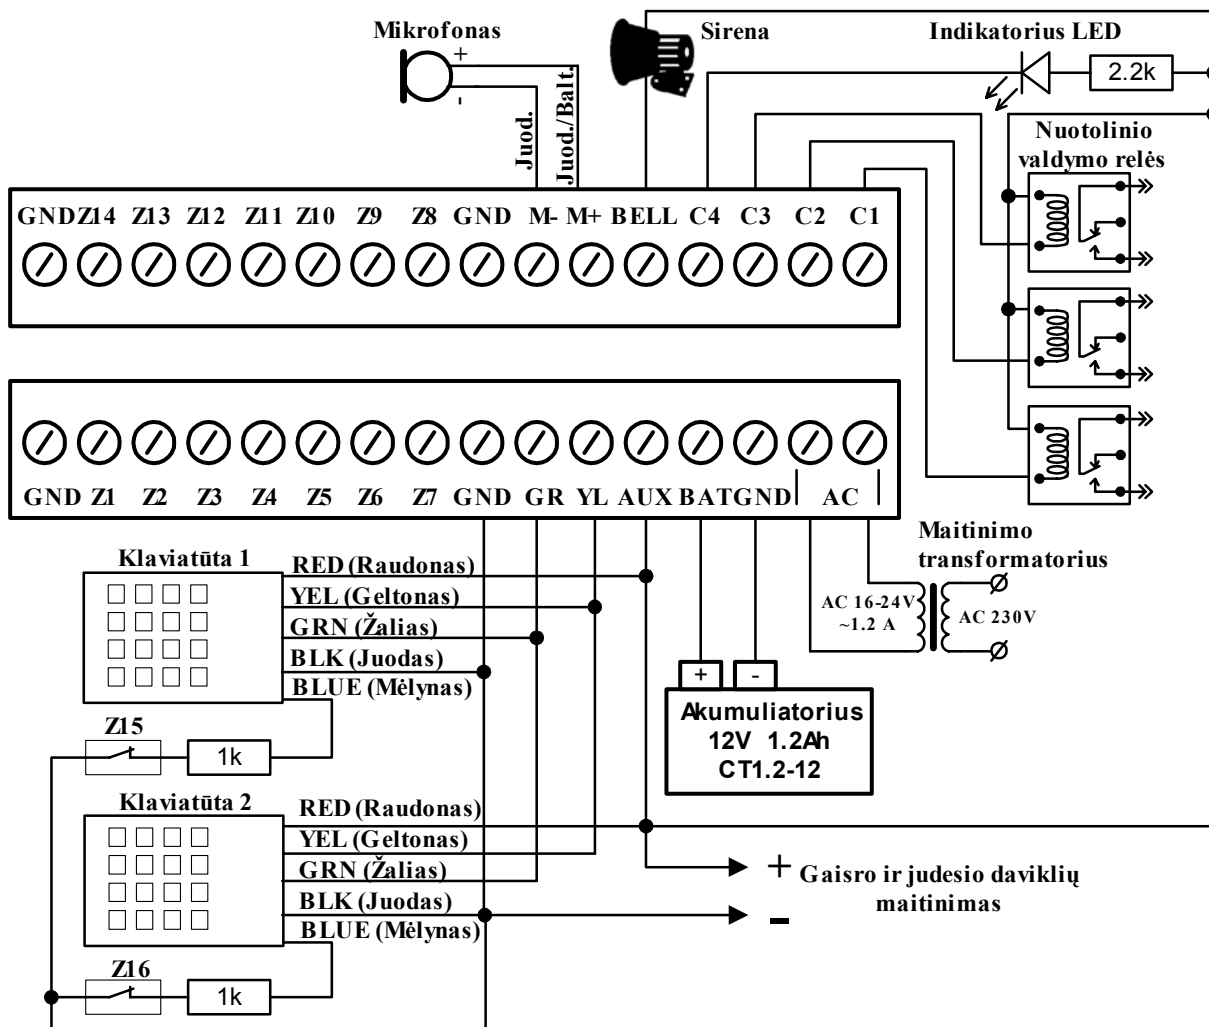 Mikrofonas
+
-
Juod.
Juod./Balt.
Sirena
Indikatorius LED
2.2k
Nuotolinio
valdymo relės
GND Z14 Z13 Z12 Z11 Z10 Z9 Z8 GND M- M+ BELL C4 C3 C2 C1
GND Z1 Z2 Z3 Z4 Z5 Z6 Z7 GND GR YL AUX BAT GND AC
Maitinimo
transformatorius
AC 16-24V
~1.2 A
AC 230V
Klaviatūta 1
RED (Raudonas)
YEL (Geltonas)
GRN (Žalias)
BLK (Juodas)
BLUE (Mėlynas)
Z15
1k
+ -
Akumuliatorius
12V 1.2Ah
CT1.2-12
Klaviatūta 2
RED (Raudonas)
YEL (Geltonas)
GRN (Žalias)
BLK (Juodas)
BLUE (Mėlynas)
Z16
1k
+
-
Gaisro ir judesio daviklių
maitinimas